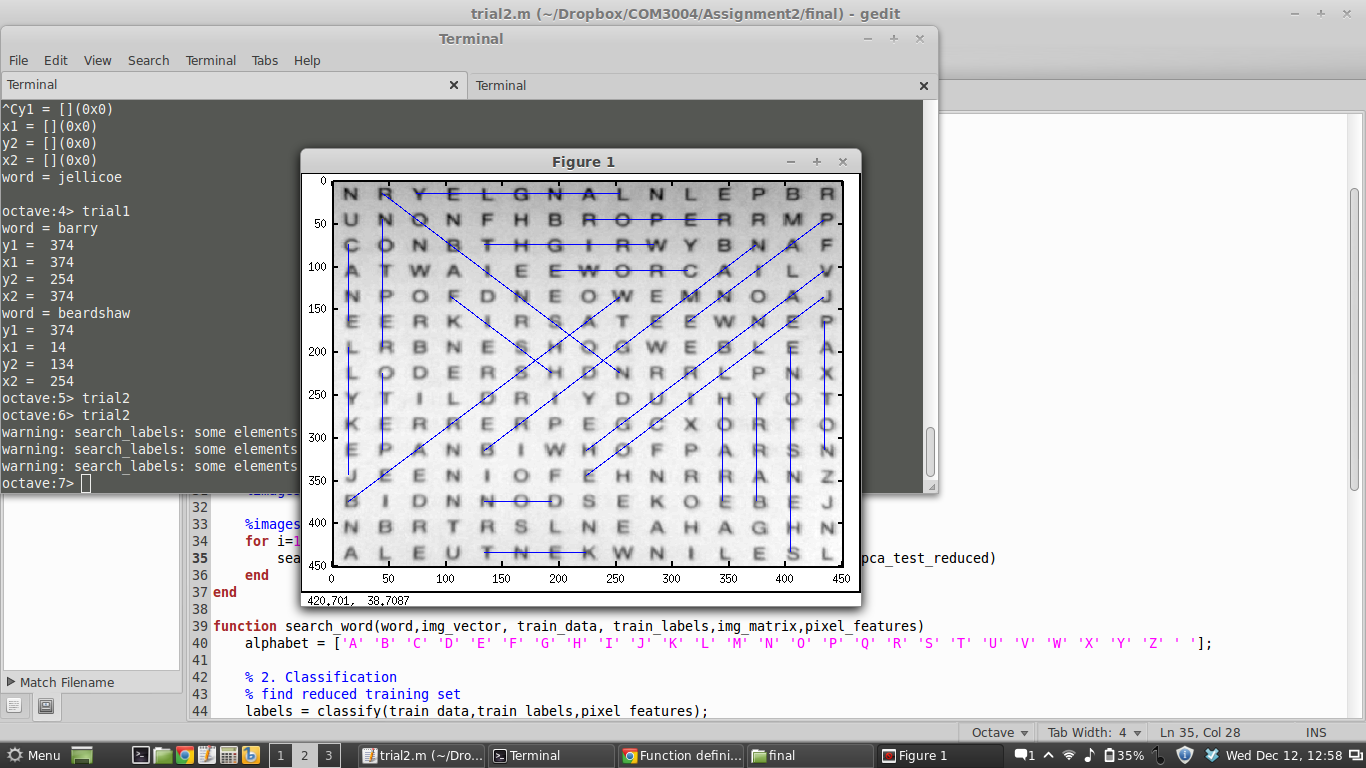 trial2.m (~/Dropbox/COM3004/Assignment2/final) - gedit
Terminal
File Edit View Search Terminal Tabs Help
Terminal Terminal
^Cy1 = [](0x0)
x1 = [](0x0)
y2 = [](0x0)
x2 = [](0x0)
word = jellicoe
octave:4> trial1
word = barry
y1 = 374
x1 = 374
y2 = 254
x2 = 374
word = beardshaw
y1 = 374
x1 = 14
y2 = 134
x2 = 254
octave:5> trial2
octave:6> trial2
warning: search_labels: some elements
warning: search_labels: some elements
warning: search_labels: some elements
octave:7>
Figure 1
0
50
100
150
200
250
300
350
400
450
N R Y E L G N A L N L E P B R
U N O N F H B R O P E R R M P
C O N B T H G I R W Y B N A F
A T W A I E E W O R C A I L V
N P O F D N E O W E M N O A J
E E R K I R S A T E E W N E P
L R B N E S H O G W E B L E A
L O D E R S H D N R R L P N X
Y T I L D R I Y D U I H Y O T
K E R R E R P E G C X O R T O
E P A N B I W H O F P A R S N
J E E N I O F E H N R R A N Z
B I D N N O D S E K O E B E J
N B R T R S L N E A H A G H N
A L E U T N E K W N I L E S L
0 50 100 150 200 250 300 350 400 450
420.701, 38.7087
32
33 %images
34 for i=1
35 sea pca_test_reduced)
36 end
37 end
38
39 function search_word(word,img_vector, train_data, train_labels,img_matrix,pixel_features)
40 alphabet = ['A' 'B' 'C' 'D' 'E' 'F' 'G' 'H' 'I' 'J' 'K' 'L' 'M' 'N' 'O' 'P' 'Q' 'R' 'S' 'T' 'U' 'V' 'W' 'X' 'Y' 'Z' ' '];
41
42 % 2. Classification
43 % find reduced training set
44 labels = classify(train_data,train_labels,pixel_features);
Match Filename
Octave Tab Width: 4 Ln 35, Col 28 INS
Menu 1 2 3 trial2.m (~/Dro... Terminal Function defini... final Figure 1 1 35% Wed Dec 12, 12:58